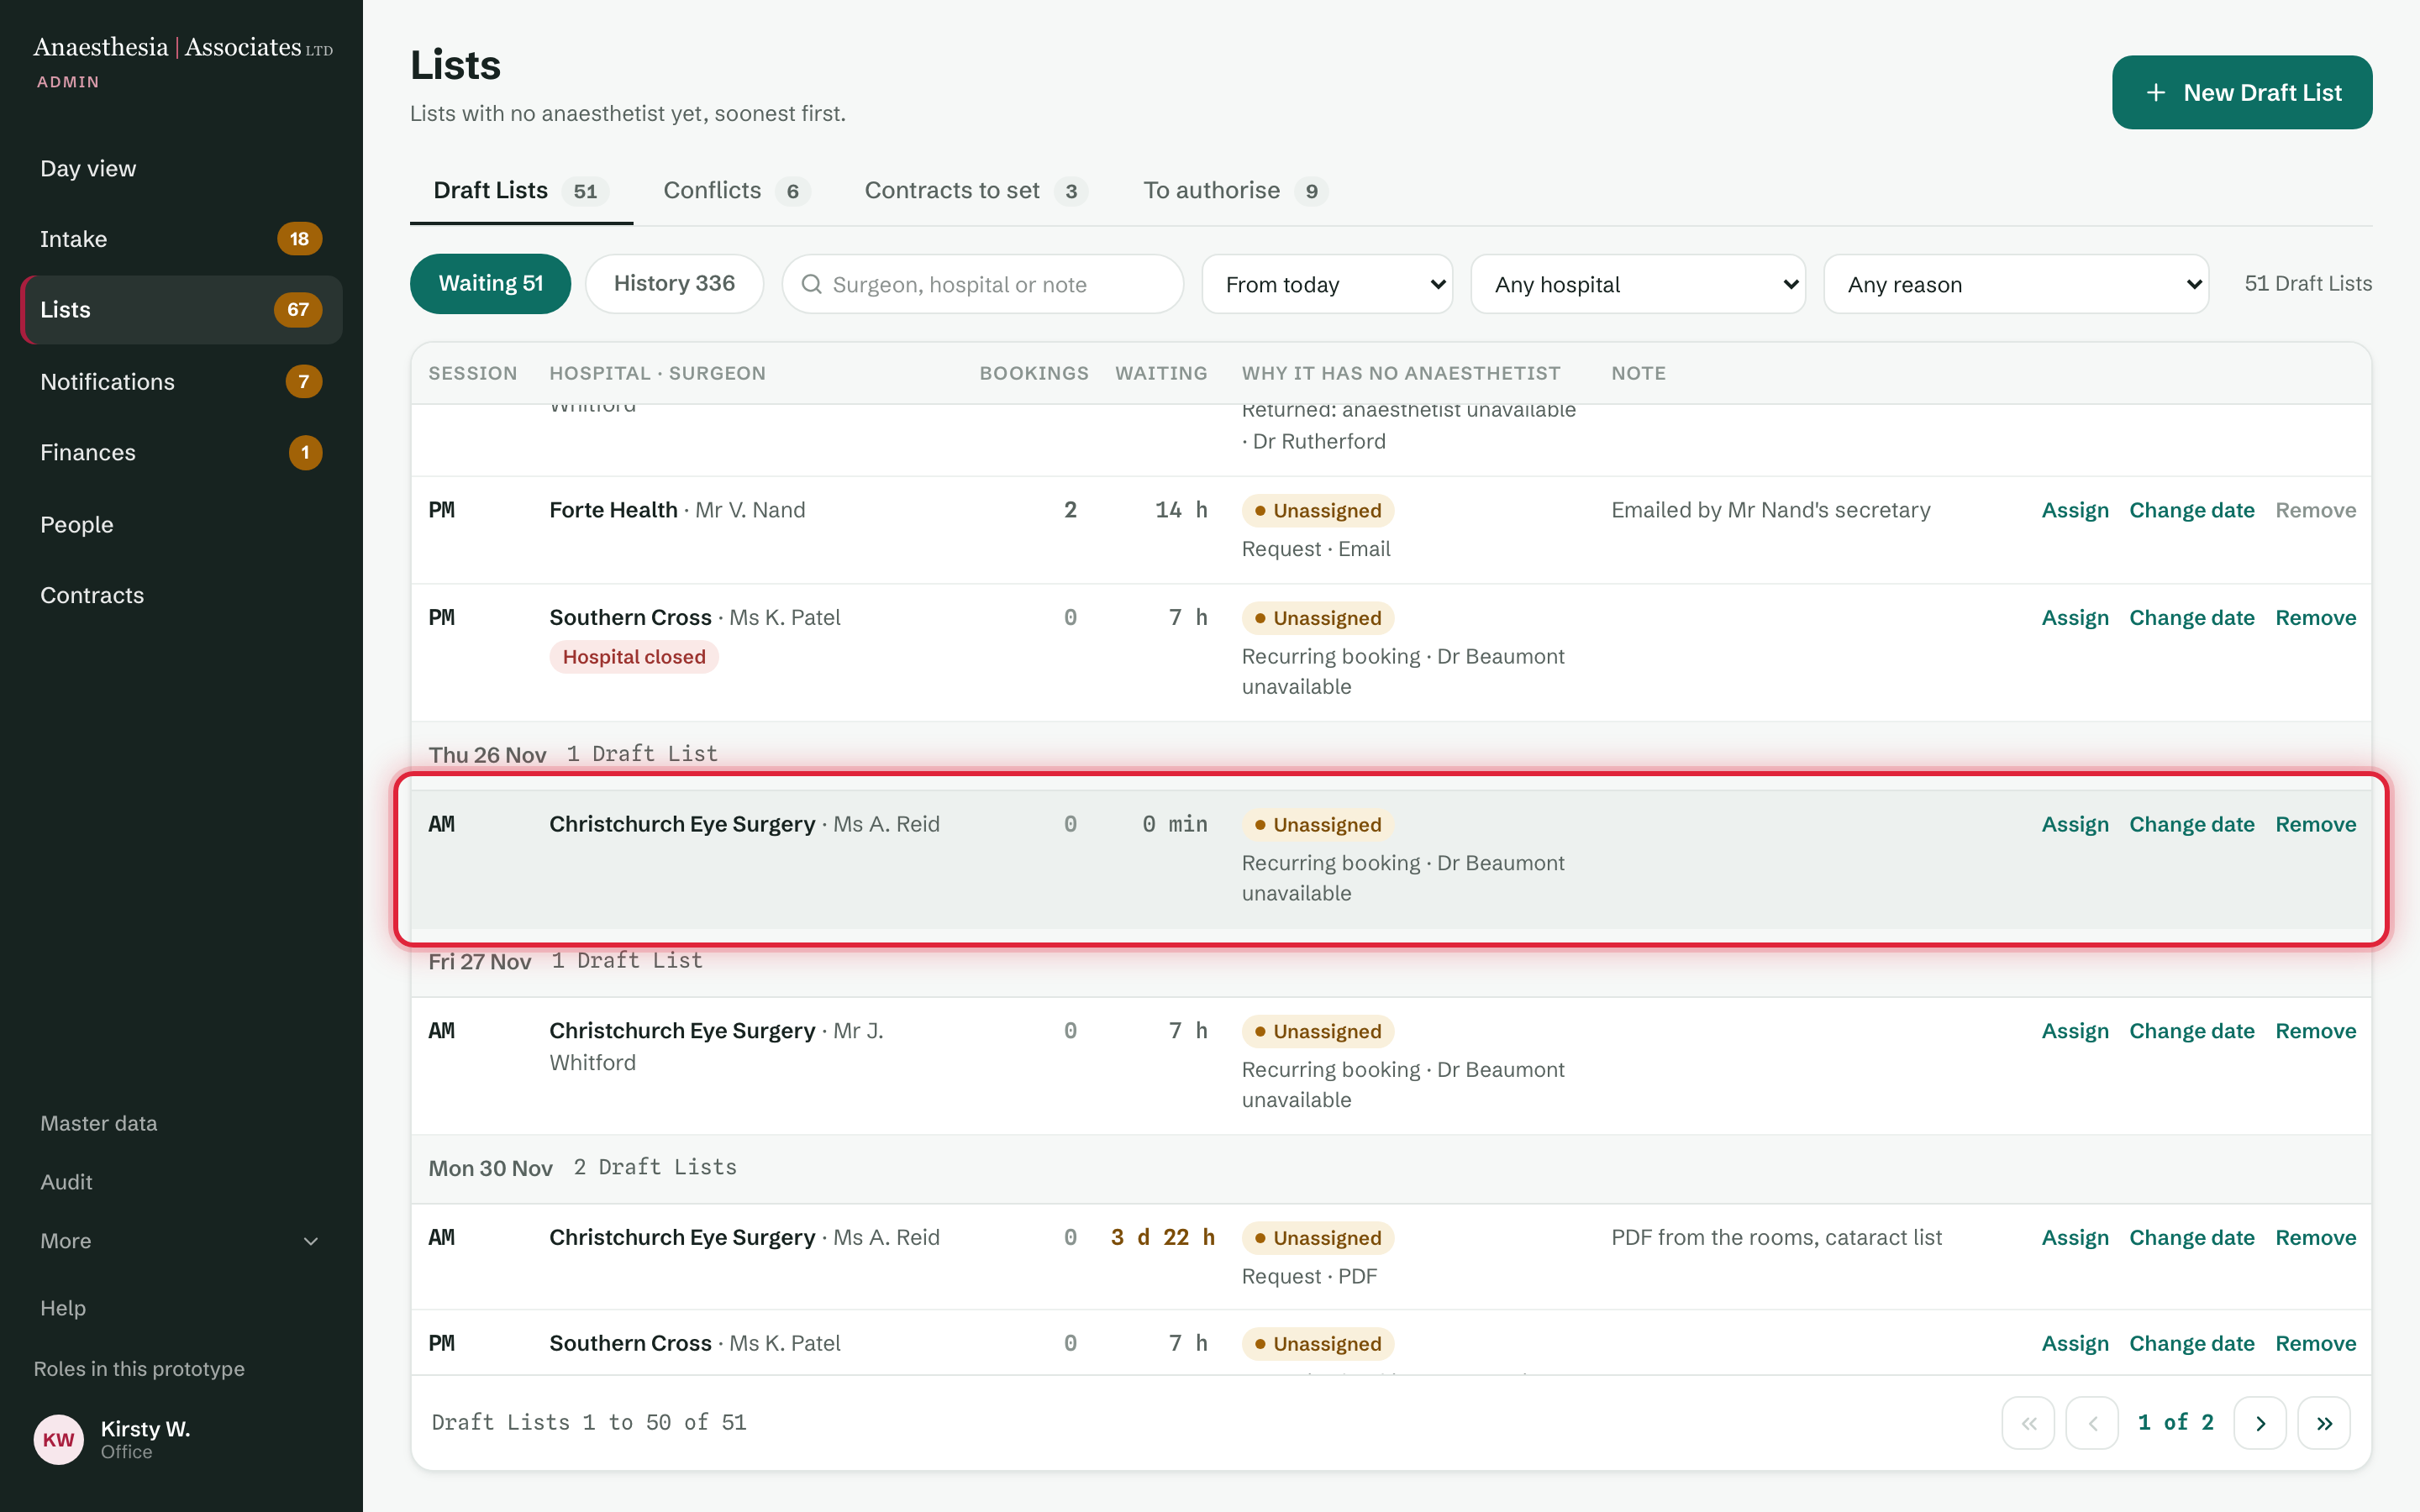 Anaesthesia | Associates LTD
ADMIN
Day view
Intake 18
Lists 67
Notifications 7
Finances 1
People
Contracts
Master data
Audit
More
Help
Roles in this prototype
KW
Kirsty W.
Office
Lists
Lists with no anaesthetist yet, soonest first.
+ New Draft List
Draft Lists 51 Conflicts 6 Contracts to set 3 To authorise 9
Waiting 51 History 336 Surgeon, hospital or note From today Any hospital Any reason 51 Draft Lists
SESSION HOSPITAL · SURGEON BOOKINGS WAITING WHY IT HAS NO ANAESTHETIST NOTE
Whitford Returned: anaesthetist unavailable
· Dr Rutherford
PM Forte Health · Mr V. Nand 2 14 h Unassigned Emailed by Mr Nand's secretary Assign Change date Remove
Request · Email
PM Southern Cross · Ms K. Patel 0 7 h Unassigned Assign Change date Remove
Hospital closed Recurring booking · Dr Beaumont
unavailable
Thu 26 Nov 1 Draft List
AM Christchurch Eye Surgery · Ms A. Reid 0 0 min Unassigned Assign Change date Remove
Recurring booking · Dr Beaumont
unavailable
Fri 27 Nov 1 Draft List
AM Christchurch Eye Surgery · Mr J. 0 7 h Unassigned Assign Change date Remove
Whitford Recurring booking · Dr Beaumont
unavailable
Mon 30 Nov 2 Draft Lists
AM Christchurch Eye Surgery · Ms A. Reid 0 3 d 22 h Unassigned PDF from the rooms, cataract list Assign Change date Remove
Request · PDF
PM Southern Cross · Ms K. Patel 0 7 h Unassigned Assign Change date Remove
Draft Lists 1 to 50 of 51 « ‹ 1 of 2 › »